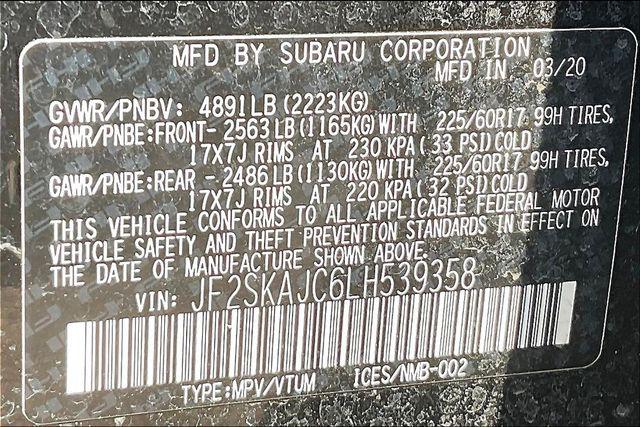 MFD BY SUBARU CORPORATION
MFD IN 03/20
GVWR/PNBV: 4891LB (2223KG)
GAWR/PNBE:FRONT- 2563 LB (1165KG) WITH 225/60R17 99H TIRES,
17X7J RIMS AT 230 KPA ( 33 PSI) COLD
GAWR/PNBE:REAR - 2486 LB (1130KG) WITH 225/60R17 99H TIRES,
17X7J RIMS AT 220 KPA (32 PSI) COLD
THIS VEHICLE CONFORMS TO ALL APPLICABLE FEDERAL MOTOR
VEHICLE SAFETY AND THEFT PREVENTION STANDARDS IN EFFECT ON
THE DATE OF MANUFACTURE SHOWN ABOVE.
VIN: JF2SKAJC6LH539358
TYPE:MPV/VTUM ICES/NMB-002